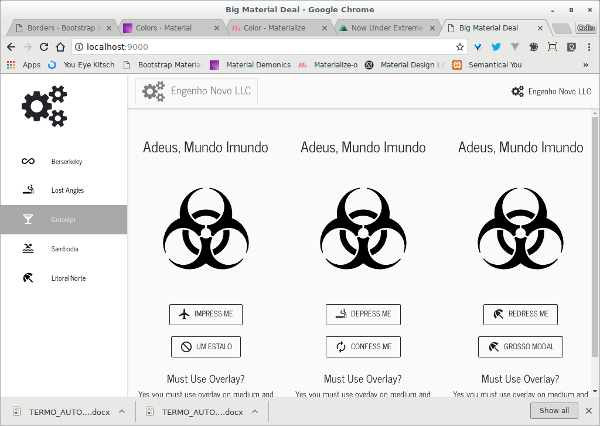 Big Material Deal - Google Chrome
Borders - Bootstrap
Colors - Material
Color - Materialize
Now Under Extreme
Big Material Deal
localhost:9000
Apps
You Eye Kitsch
Bootstrap Material
Material Demonics
Materialize-o
Material Design
Semantical You
»
Engenho Novo LLC
Engenho Novo LLC
Berserkeley
Lost Angles
Crooklyn
Sambodia
Litoral Norte
Adeus, Mundo Imundo
Adeus, Mundo Imundo
Adeus, Mundo Imundo
IMPRESS ME
DEPRESS ME
REDRESS ME
UM ESTALO
CONFESS ME
GROSSO MODAL
Must Use Overlay?
Must Use Overlay?
Must Use Overlay?
Yes you must use overlay on medium and
Yes you must use overlay on medium and
Yes you must use overlay on medium and
TERMO_AUTO....docx
TERMO_AUTO....docx
Show all